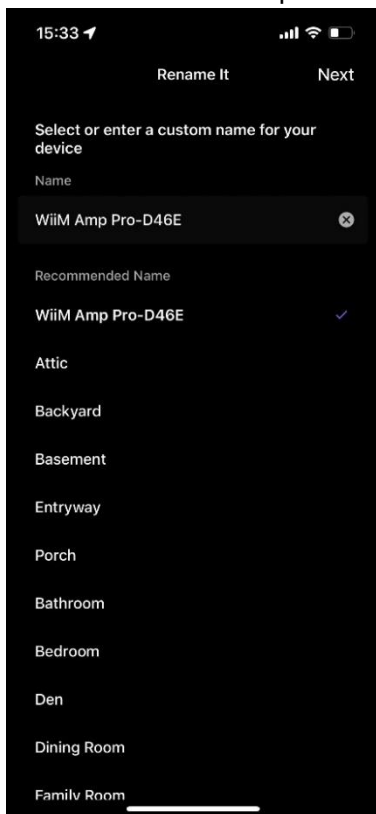 15:33
Rename It
Next
Select or enter a custom name for your
device
Name
WiiM Amp Pro-D46E
Recommended Name
WiiM Amp Pro-D46E
Attic
Backyard
Basement
Entryway
Porch
Bathroom
Bedroom
Den
Dining Room
Family Room